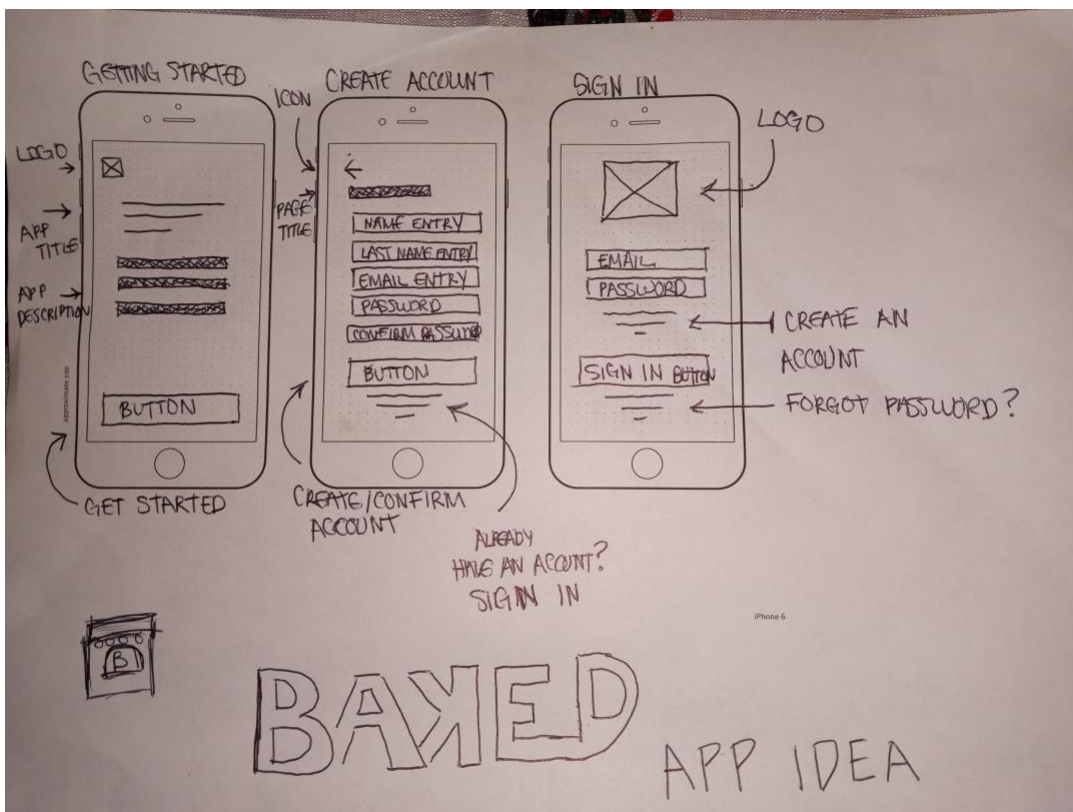 GETTING STARTED
LOGO
APP
TITLE
APP
DESCRIPTION
BUTTON
GET STARTED
CREATE ACCOUNT
ICON
PAGE
TITLE
NAME ENTRY
LAST NAME ENTRY
EMAIL ENTRY
PASSWORD
CONFIRM PASSWORD
BUTTON
CREATE/CONFIRM
ACCOUNT
ALREADY
HAVE AN ACCOUNT?
SIGN IN
SIGN IN
LOGO
EMAIL
PASSWORD
CREATE AN
ACCOUNT
SIGN IN BUTTON
FORGOT PASSWORD?
iPhone 6
B
BAKED
APP IDEA